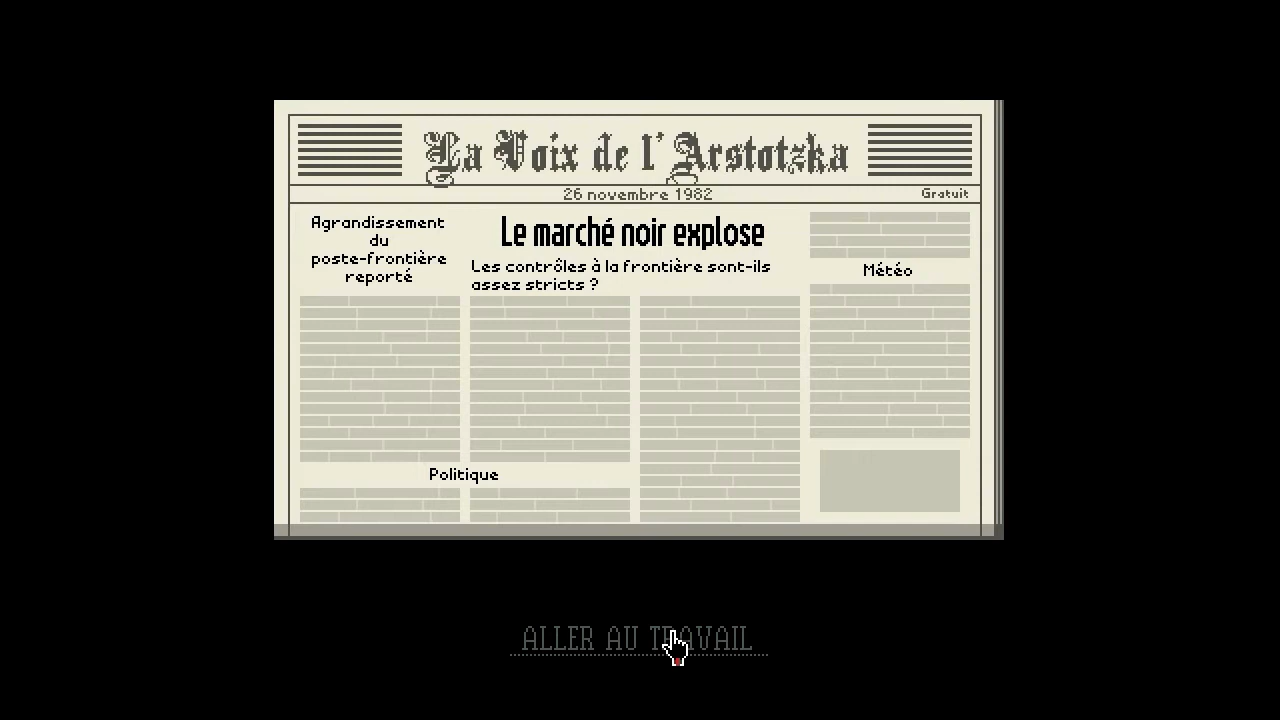 La Voix de l'Arstotzka
26 novembre 1982
Gratuit
Agrandissement
du
poste-frontière
reporté
Le marché noir explose
Les contrôles à la frontière sont-ils
assez stricts ?
Météo
Politique
ALLER AU TRAVAIL